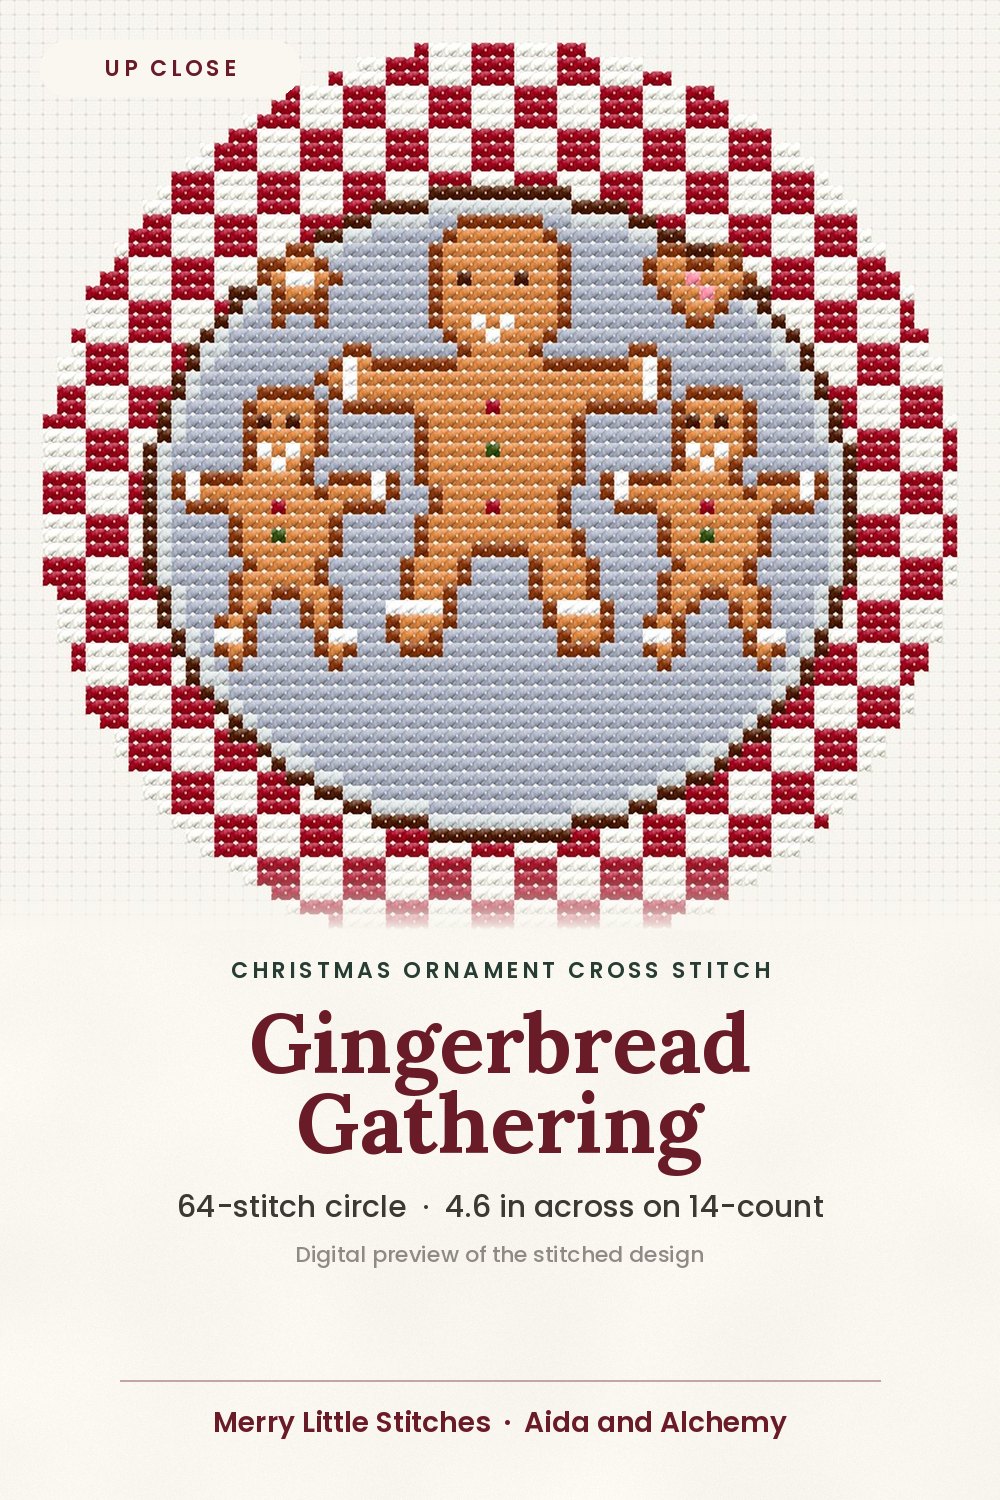 UP CLOSE
CHRISTMAS ORNAMENT CROSS STITCH
Gingerbread
Gathering
64-stitch circle · 4.6 in across on 14-count
Digital preview of the stitched design
Merry Little Stitches · Aida and Alchemy